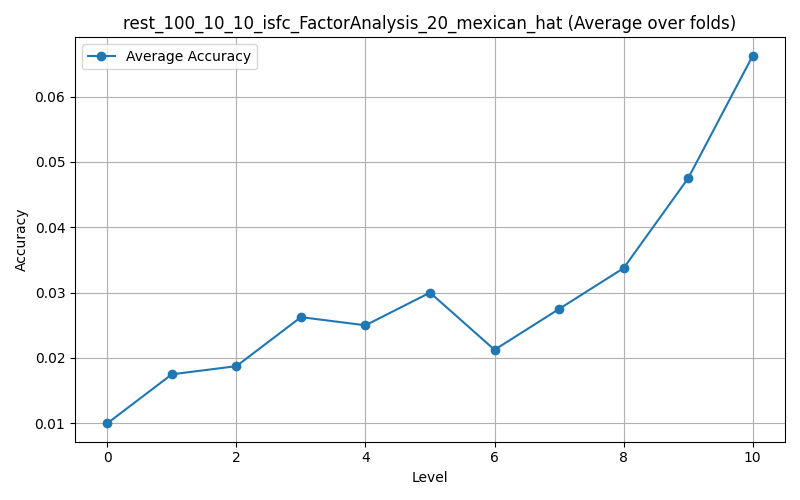 rest_100_10_10_isfc_FactorAnalysis_20_mexican_hat (Average over folds)
Average Accuracy
0.06
0.05
0.04
0.03
0.02
0.01
Accuracy
0 2 4 6 8 10
Level